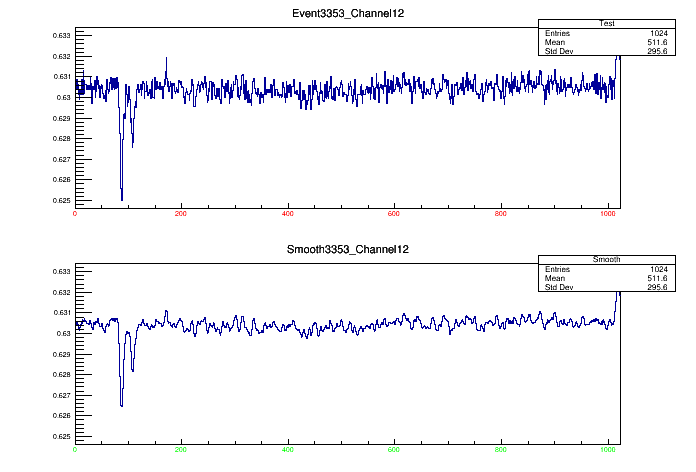 Event3353_Channel12
Test
Entries 1024
Mean 511.6
Std Dev 295.6
0.633
0.632
0.631
0.63
0.629
0.628
0.627
0.626
0.625
0 200 400 600 800 1000
Smooth3353_Channel12
Smooth
Entries 1024
Mean 511.6
Std Dev 295.6
0.633
0.632
0.631
0.63
0.629
0.628
0.627
0.626
0.625
0 200 400 600 800 1000